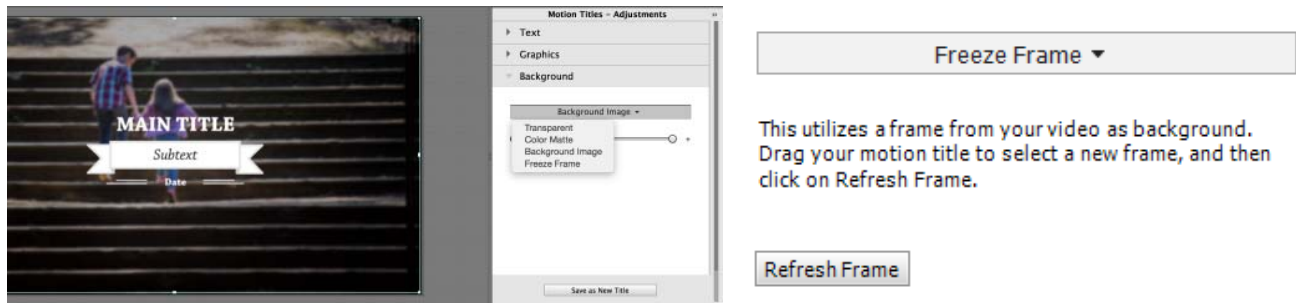 MAIN TITLE
Subtext
Date
Motion Titles - Adjustments
Text
Graphics
Background
Background Image
Transparent
Color Matte
Background Image
Freeze Frame
Save as New Title
Freeze Frame
This utilizes a frame from your video as background.
Drag your motion title to select a new frame, and then
click on Refresh Frame.
Refresh Frame